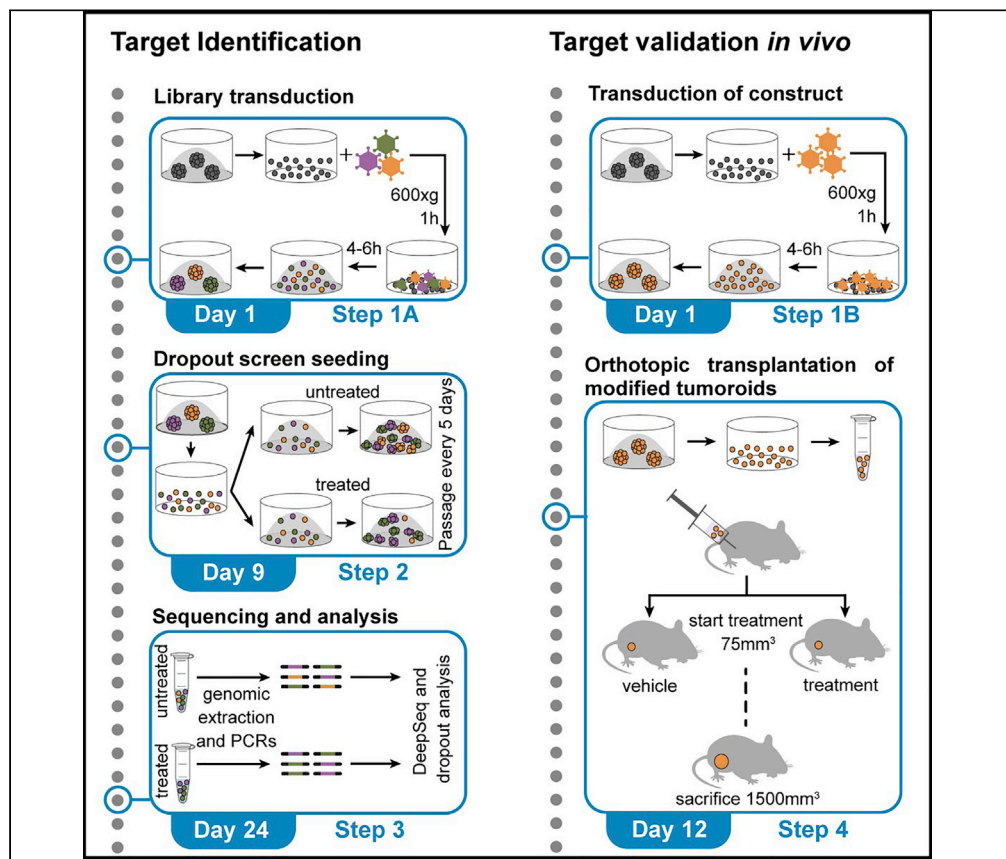 Target Identification
Library transduction
+
600xg
1h
4-6h
Day 1
Step 1A
Dropout screen seeding
untreated
treated
Passage every 5 days
Day 9
Step 2
Sequencing and analysis
untreated
treated
genomic
extraction
and PCRs
DeepSeq and
dropout analysis
Day 24
Step 3
Target validation in vivo
Transduction of construct
+
600xg
1h
4-6h
Day 1
Step 1B
Orthotopic transplantation of
modified tumoroids
start treatment
75mm³
vehicle
treatment
sacrifice 1500mm³
Day 12
Step 4